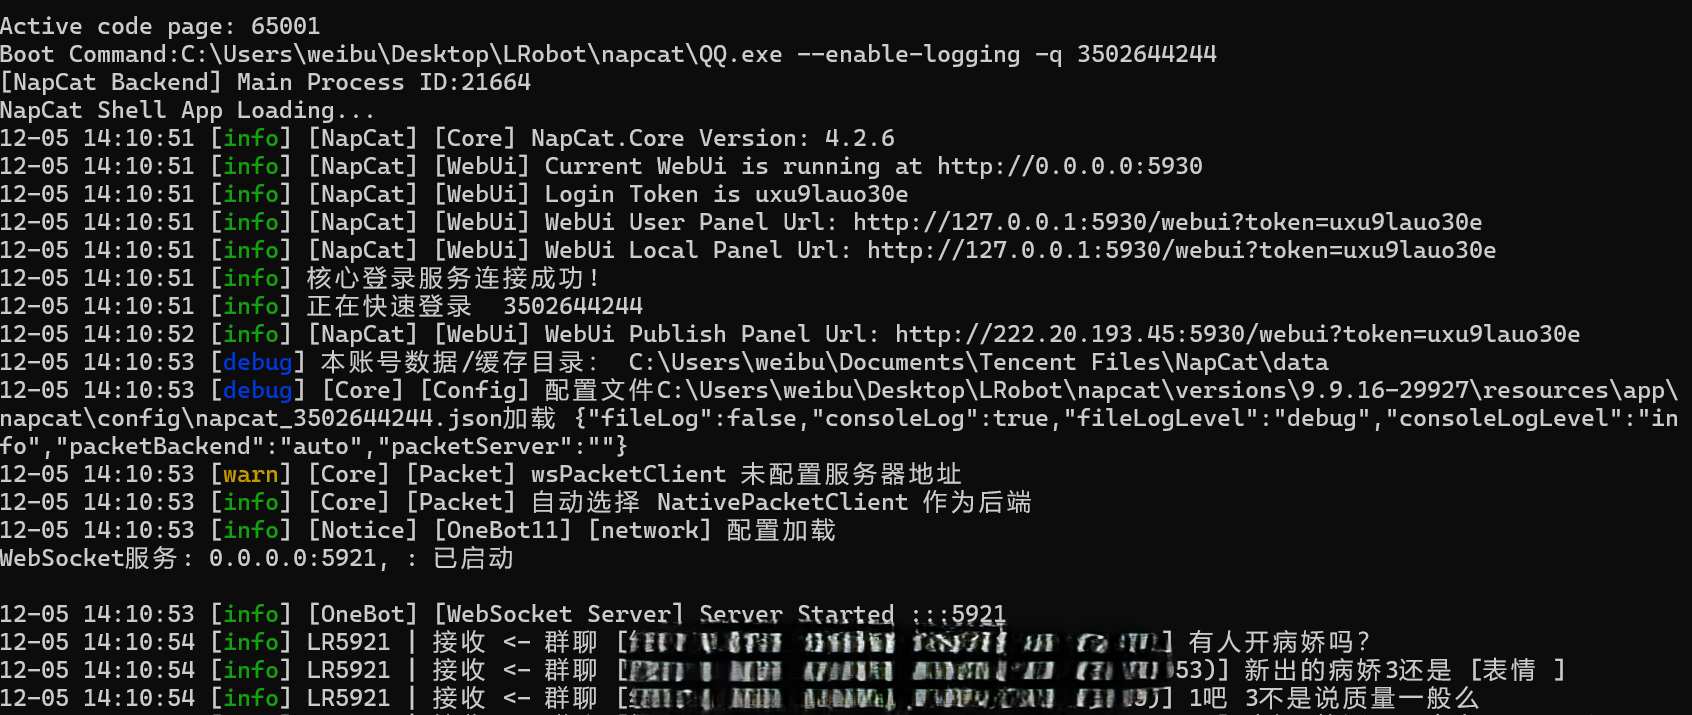 Active code page: 65001
Boot Command:C:\Users\weibu\Desktop\LRobot\napcat\QQ.exe --enable-logging -q 3502644244
[NapCat Backend] Main Process ID:21664
NapCat Shell App Loading...
12-05 14:10:51 [info] [NapCat] [Core] NapCat.Core Version: 4.2.6
12-05 14:10:51 [info] [NapCat] [WebUi] Current WebUi is running at http://0.0.0.0:5930
12-05 14:10:51 [info] [NapCat] [WebUi] Login Token is uxu9lauo30e
12-05 14:10:51 [info] [NapCat] [WebUi] WebUi User Panel Url: http://127.0.0.1:5930/webui?token=uxu9lauo30e
12-05 14:10:51 [info] [NapCat] [WebUi] WebUi Local Panel Url: http://127.0.0.1:5930/webui?token=uxu9lauo30e
12-05 14:10:51 [info] 核心登录服务连接成功!
12-05 14:10:51 [info] 正在快速登录  3502644244
12-05 14:10:52 [info] [NapCat] [WebUi] WebUi Publish Panel Url: http://222.20.193.45:5930/webui?token=uxu9lauo30e
12-05 14:10:53 [debug] 本账号数据/缓存目录： C:\Users\weibu\Documents\Tencent Files\NapCat\data
12-05 14:10:53 [debug] [Core] [Config] 配置文件C:\Users\weibu\Desktop\LRobot\napcat\versions\9.9.16-29927\resources\app\
napcat\config\napcat_3502644244.json加载 {"fileLog":false,"consoleLog":true,"fileLogLevel":"debug","consoleLogLevel":"in
fo","packetBackend":"auto","packetServer":""}
12-05 14:10:53 [warn] [Core] [Packet] wsPacketClient 未配置服务器地址
12-05 14:10:53 [info] [Core] [Packet] 自动选择 NativePacketClient 作为后端
12-05 14:10:53 [info] [Notice] [OneBot11] [network] 配置加载
WebSocket服务: 0.0.0.0:5921, : 已启动
12-05 14:10:53 [info] [OneBot] [WebSocket Server] Server Started :::5921
12-05 14:10:54 [info] LR5921 | 接收 <- 群聊 [ ] 有人开病娇吗?
12-05 14:10:54 [info] LR5921 | 接收 <- 群聊 [ 53)] 新出的病娇3还是 [表情 ]
12-05 14:10:54 [info] LR5921 | 接收 <- 群聊 [ )] 1吧 3不是说质量一般么